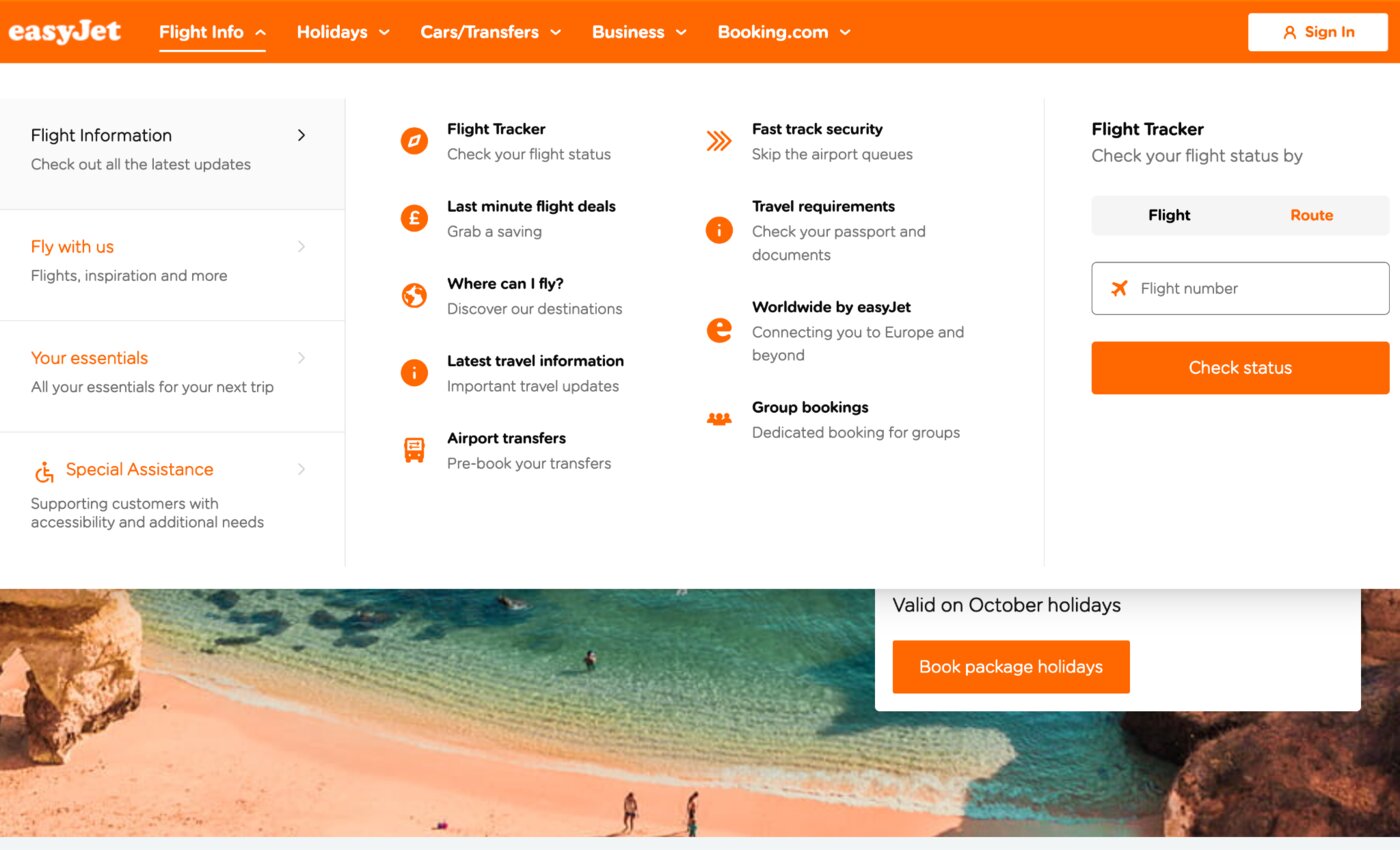 easyJet
Flight Info
Holidays
Cars/Transfers
Business
Booking.com
Sign In
Flight Information
Check out all the latest updates
Fly with us
Flights, inspiration and more
Your essentials
All your essentials for your next trip
Special Assistance
Supporting customers with
accessibility and additional needs
Flight Tracker
Check your flight status
£
Last minute flight deals
Grab a saving
Where can I fly?
Discover our destinations
i
Latest travel information
Important travel updates
Airport transfers
Pre-book your transfers
Fast track security
Skip the airport queues
i
Travel requirements
Check your passport and
documents
e
Worldwide by easyJet
Connecting you to Europe and
beyond
Group bookings
Dedicated booking for groups
Flight Tracker
Check your flight status by
Flight
Route
Flight number
Check status
Valid on October holidays
Book package holidays